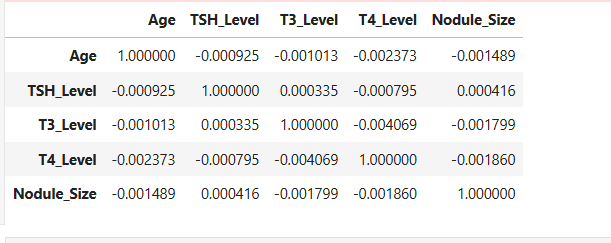 Age TSH_Level T3_Level T4_Level Nodule_Size
Age 1.000000 -0.000925 -0.001013 -0.002373 -0.001489
TSH_Level -0.000925 1.000000 0.000335 -0.000795 0.000416
T3_Level -0.001013 0.000335 1.000000 -0.004069 -0.001799
T4_Level -0.002373 -0.000795 -0.004069 1.000000 -0.001860
Nodule_Size -0.001489 0.000416 -0.001799 -0.001860 1.000000